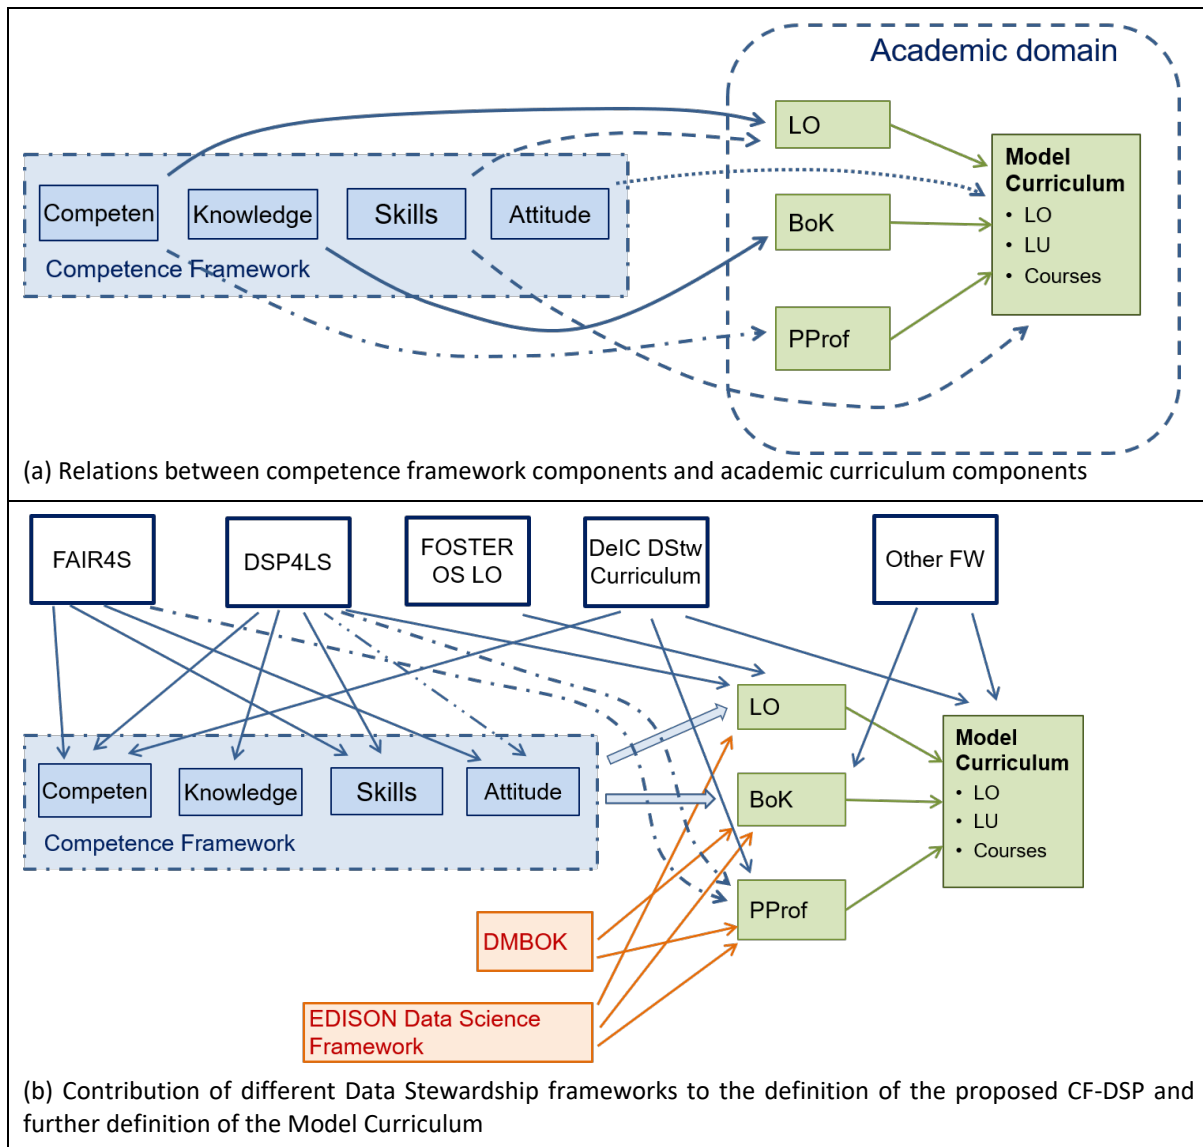 Academic domain
LO
Competen
Knowledge
Skills
Attitude
Competence Framework
BoK
PProf
Model
Curriculum
• LO
• LU
• Courses
(a) Relations between competence framework components and academic curriculum components
FAIR4S
DSP4LS
FOSTER
OS LO
DeIC DStw
Curriculum
Other FW
LO
Competen
Knowledge
Skills
Attitude
Competence Framework
BoK
PProf
Model
Curriculum
• LO
• LU
• Courses
DMBOK
EDISON Data Science
Framework
(b) Contribution of different Data Stewardship frameworks to the definition of the proposed CF-DSP and
further definition of the Model Curriculum